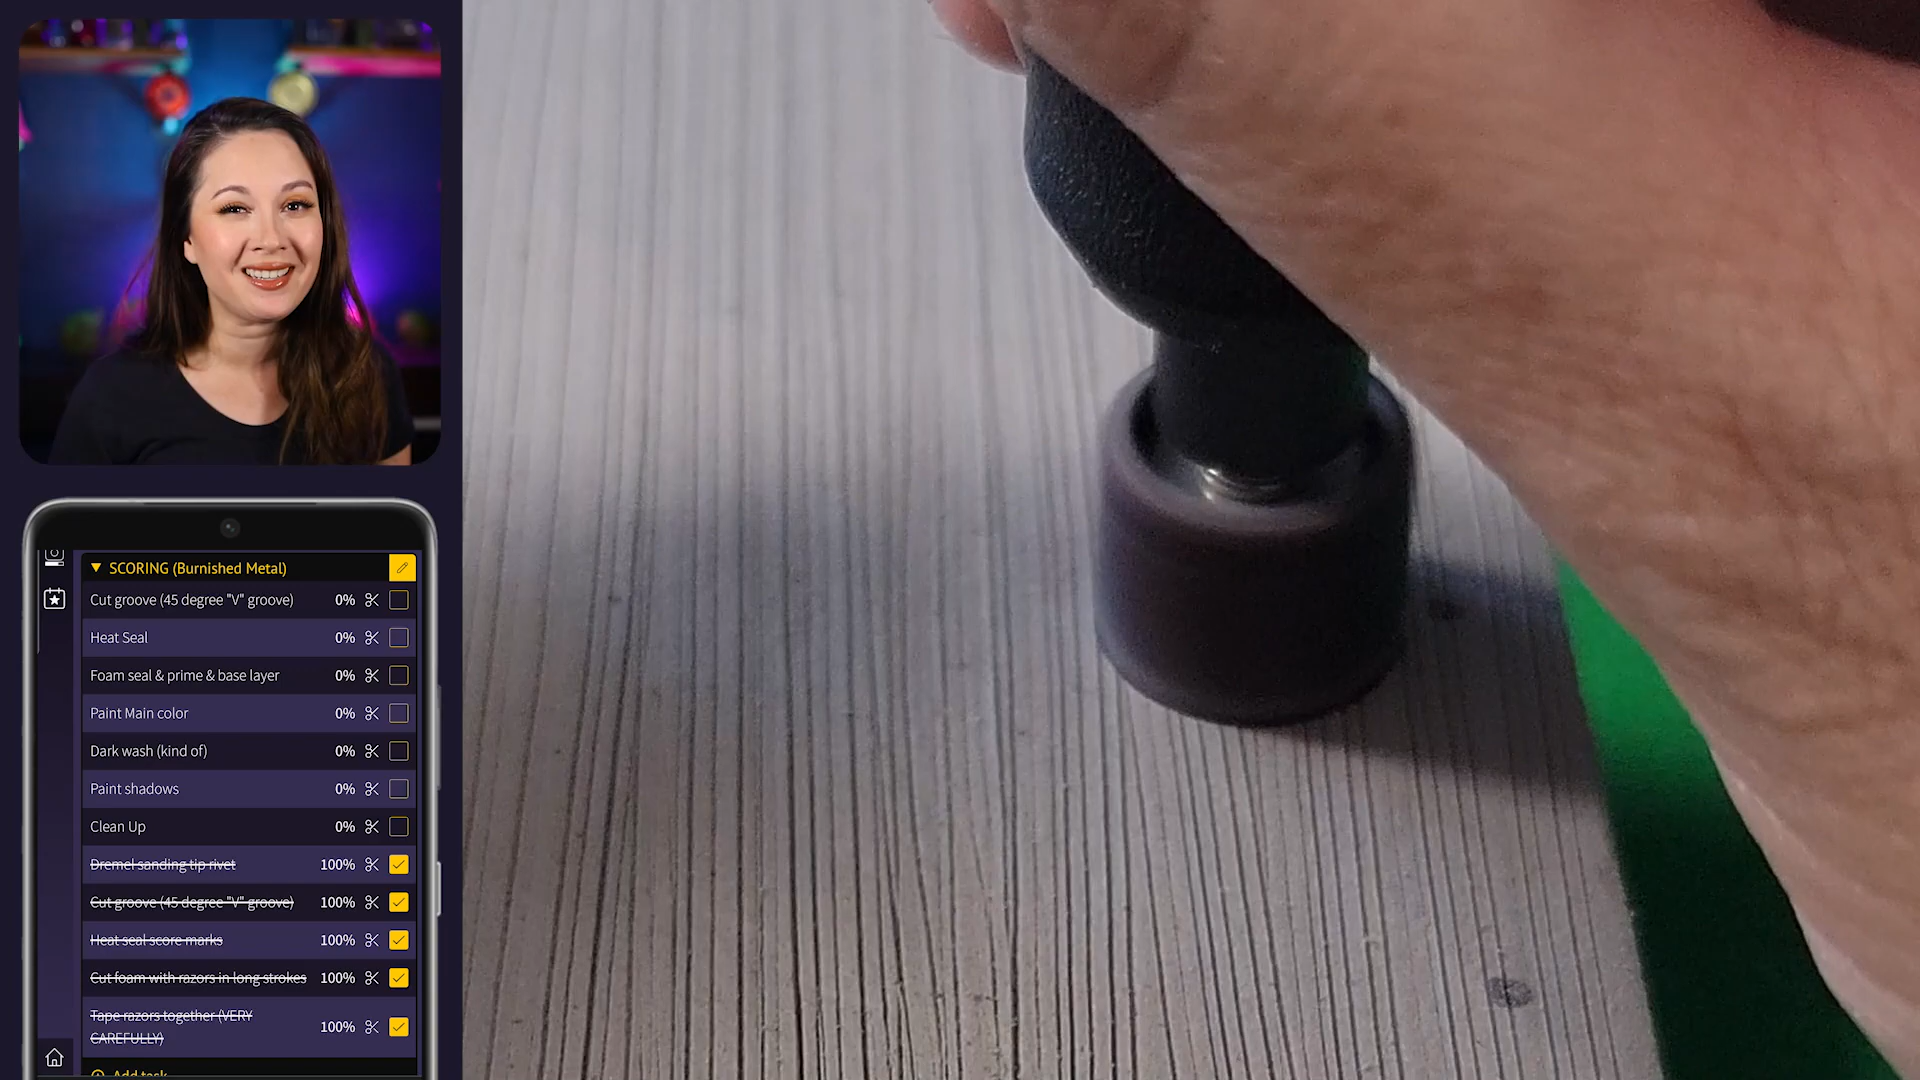 SCORING (Burnished Metal)
Cut groove (45 degree "V" groove) 0%
Heat Seal 0%
Foam seal & prime & base layer 0%
Paint Main color 0%
Dark wash (kind of) 0%
Paint shadows 0%
Clean Up 0%
Dremel sanding tip rivet 100%
Cut groove (45 degree "V" groove) 100%
Heat seal score marks 100%
Cut foam with razors in long strokes 100%
Tape razors together (VERY
CAREFULLY) 100%
Add task